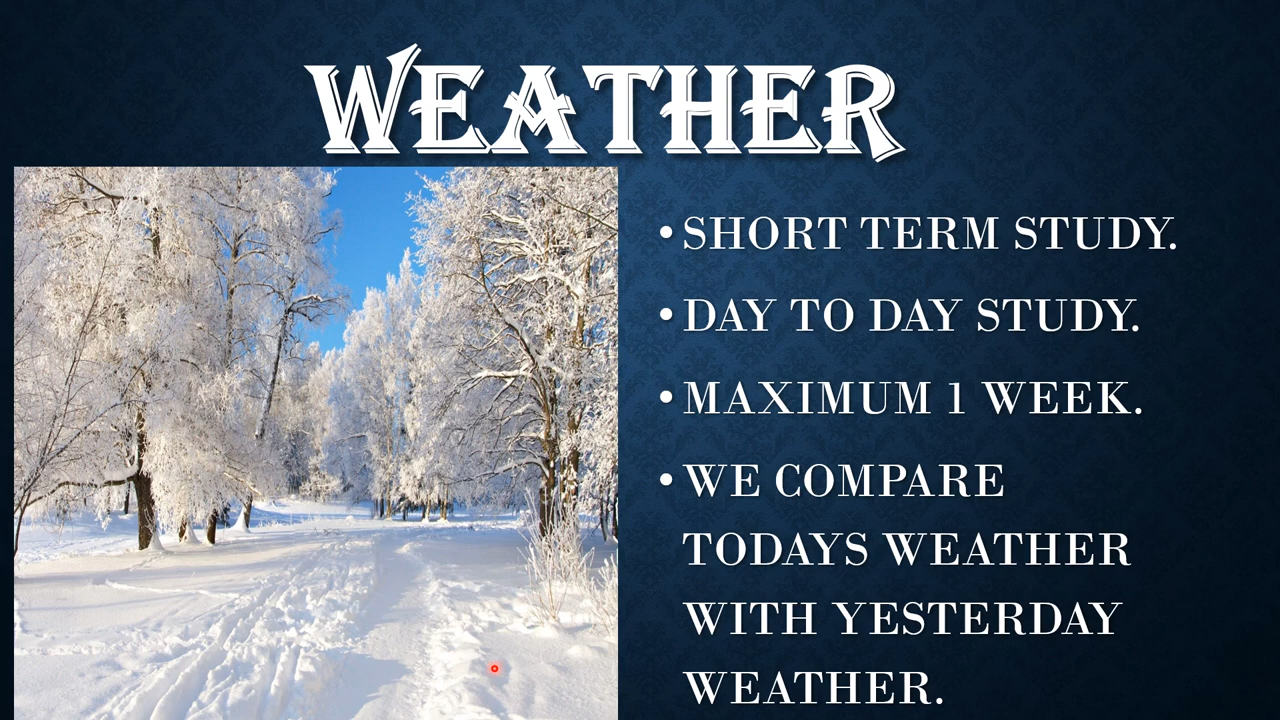 WEATHER
• SHORT TERM STUDY.
• DAY TO DAY STUDY.
• MAXIMUM 1 WEEK.
• WE COMPARE
TODAYS WEATHER
WITH YESTERDAY
WEATHER.